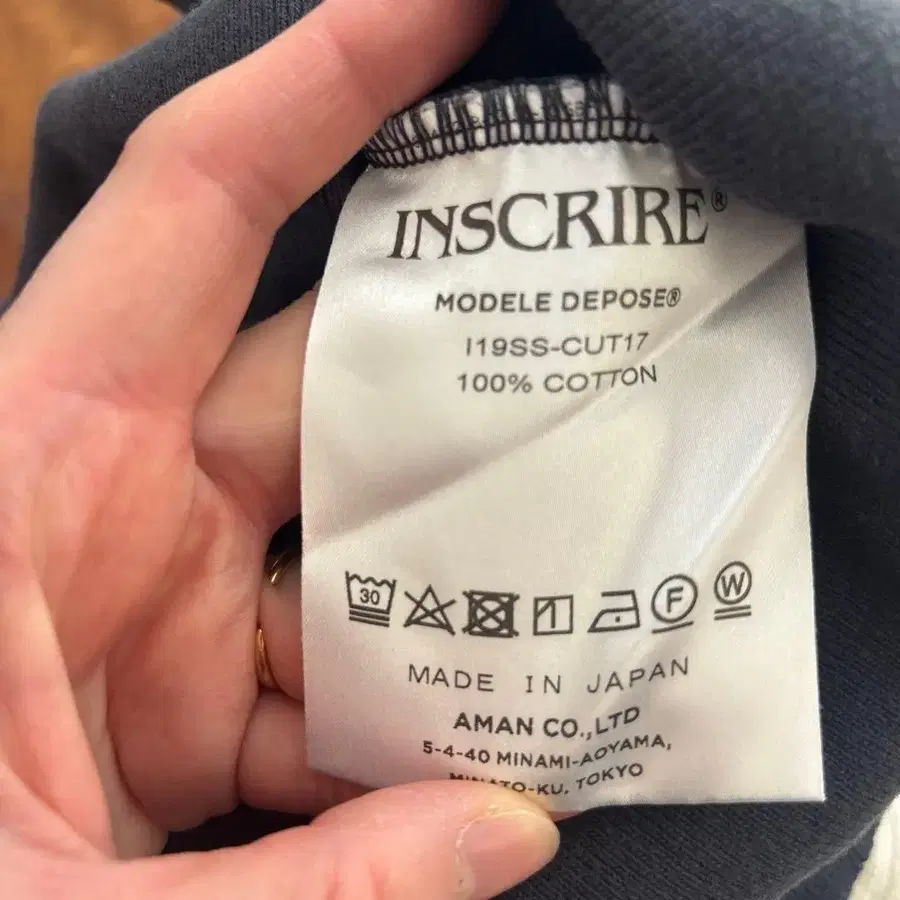 INSCRIRE®
MODELE DEPOSE®
I19SS-CUT17
100% COTTON
30 F W
MADE IN JAPAN
AMAN CO.,LTD
5-4-40 MINAMI-AOYAMA,
MINATO-KU, TOKYO